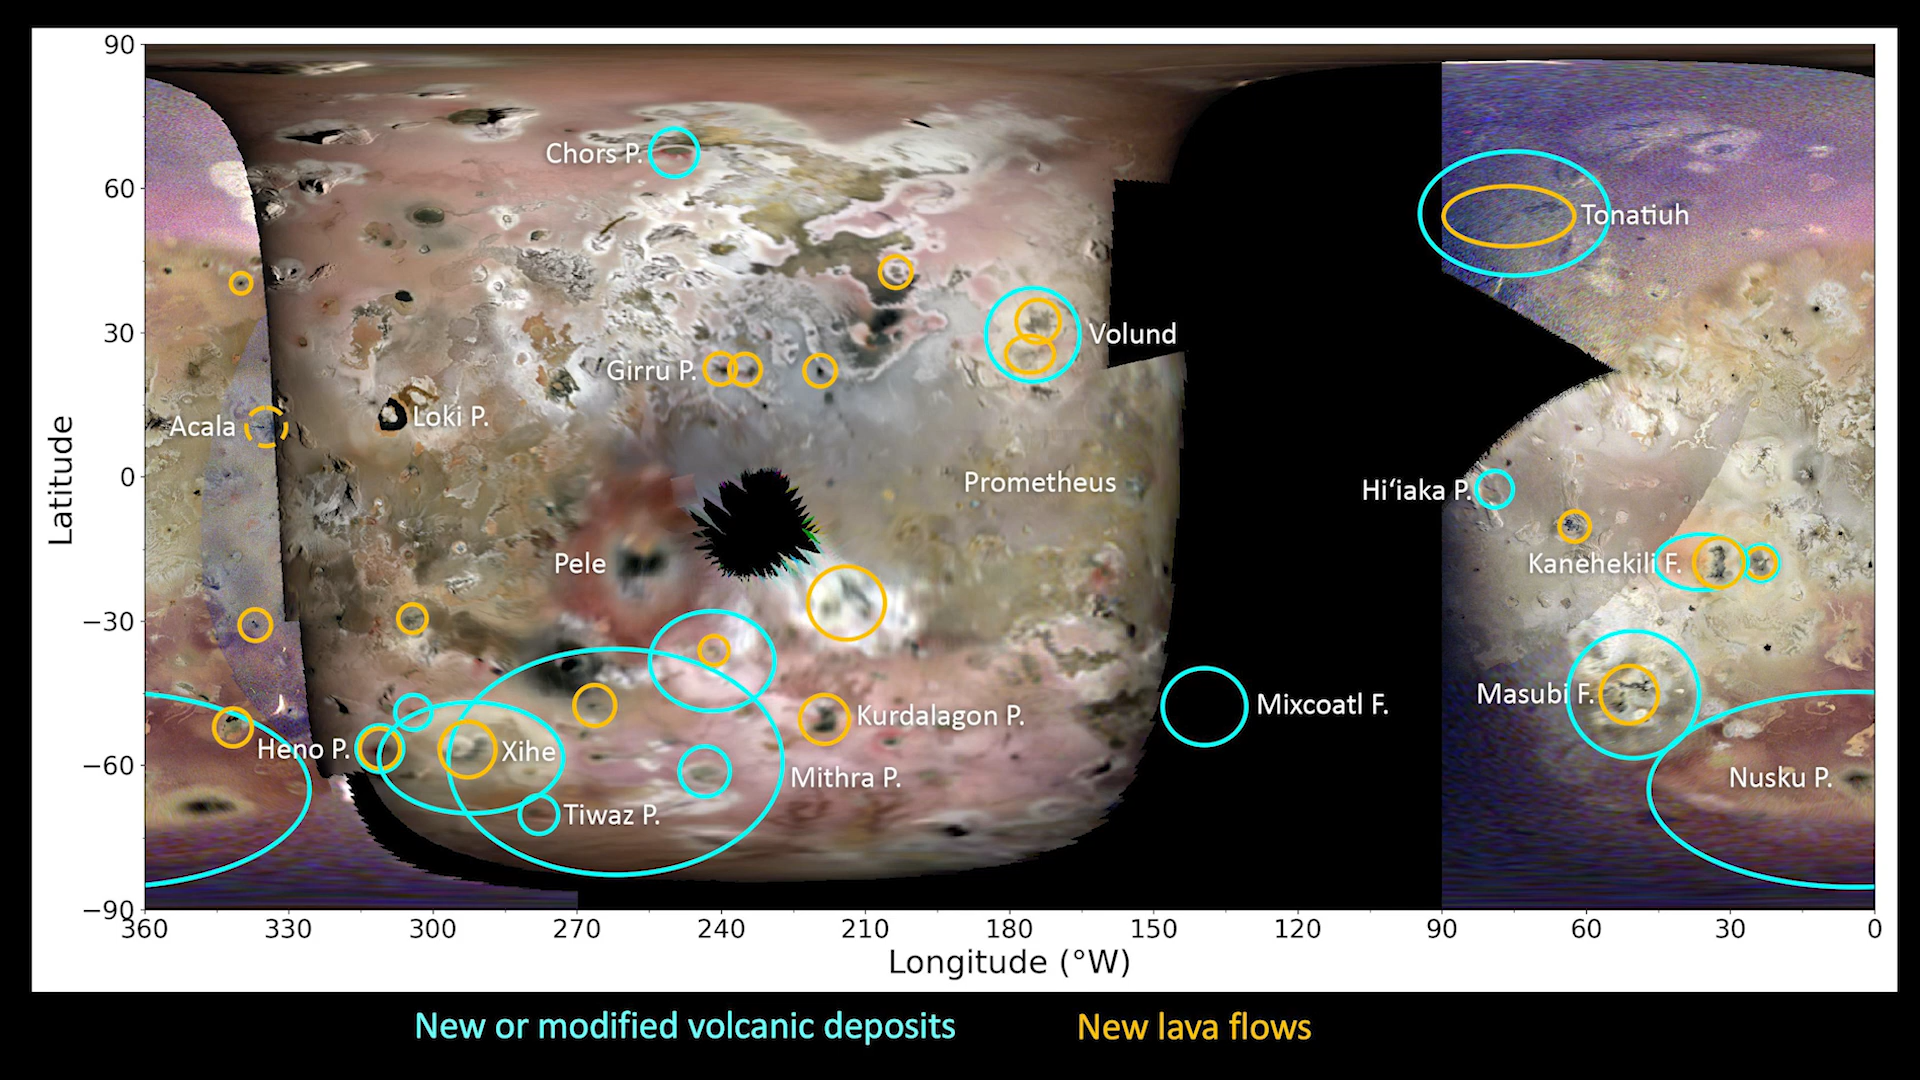 90
60
30
0
−30
−60
−90
Latitude
360
330
300
270
240
210
180
150
120
90
60
30
0
Longitude (°W)
Chors P.
Tonatiuh
Volund
Girru P.
Loki P.
Acala
Prometheus
Hiʻiaka P.
Pele
Kanehekili F.
Masubi F.
Mixcoatl F.
Kurdalagon P.
Heno P.
Xihe
Mithra P.
Nusku P.
Tiwaz P.
New or modified volcanic deposits
New lava flows